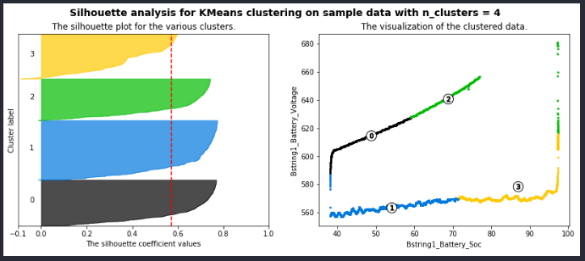 Silhouette analysis for KMeans clustering on sample data with n_clusters = 4
The silhouette plot for the various clusters.
Cluster label
3
2
1
0
−0.1 0.0 0.2 0.4 0.6 0.8 1.0
The silhouette coefficient values
The visualization of the clustered data.
Bstring1_Battery_Voltage
680
660
640
620
600
580
560
0
2
1
3
40 50 60 70 80 90 100
Bstring1_Battery_Soc